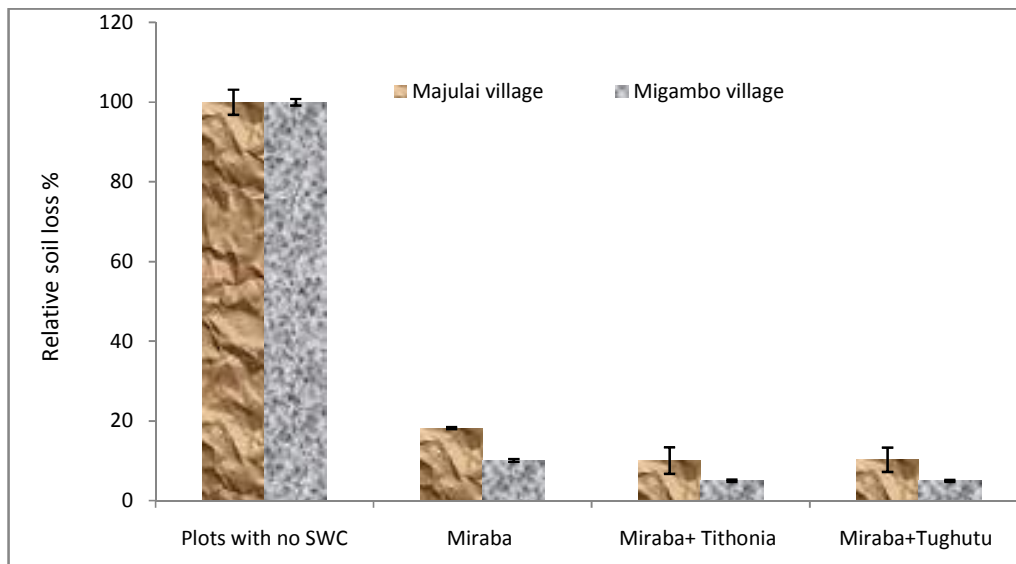 120
100
80
60
40
20
0
Relative soil loss %
Majulai village
Migambo village
Plots with no SWC
Miraba
Miraba+ Tithonia
Miraba+Tughutu